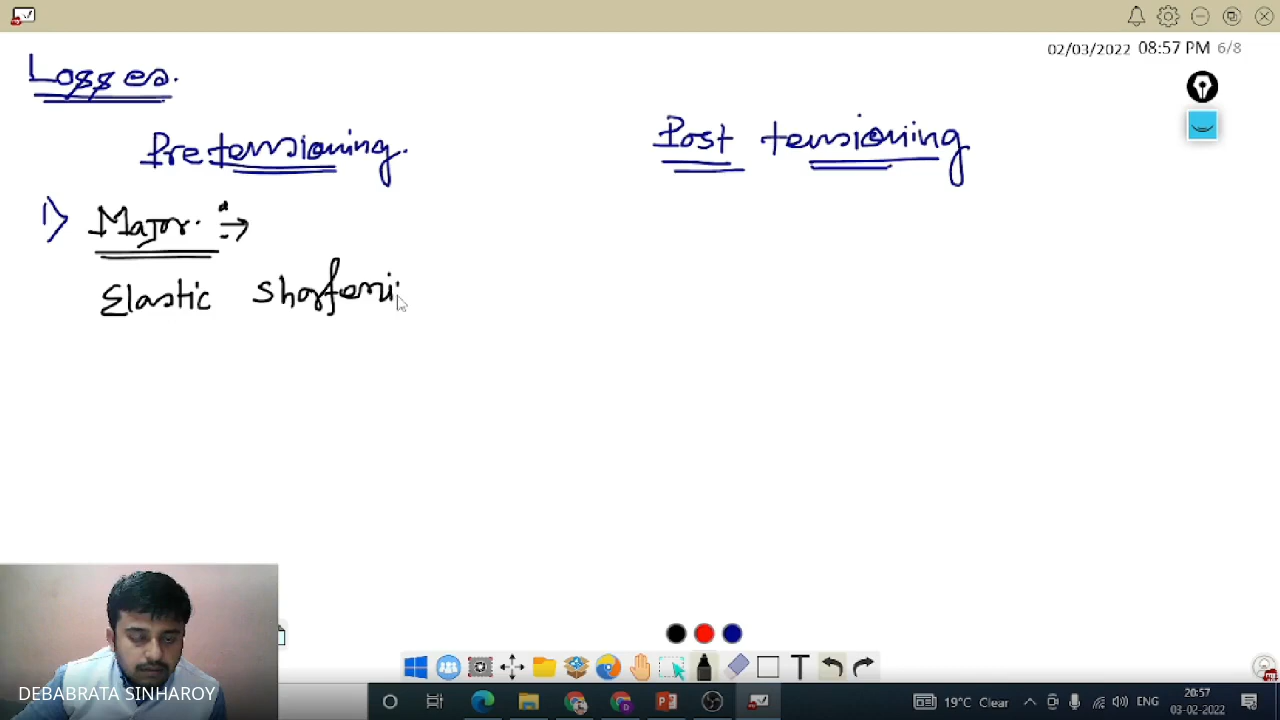 02/03/2022 08:57 PM 6/8
Losses.
Pretensioning.
Post tensioning
1) Major. :→
Elastic Shorteni
DEBABRATA SINHAROY
T
19°C Clear
ENG
20:57
03-02-2022